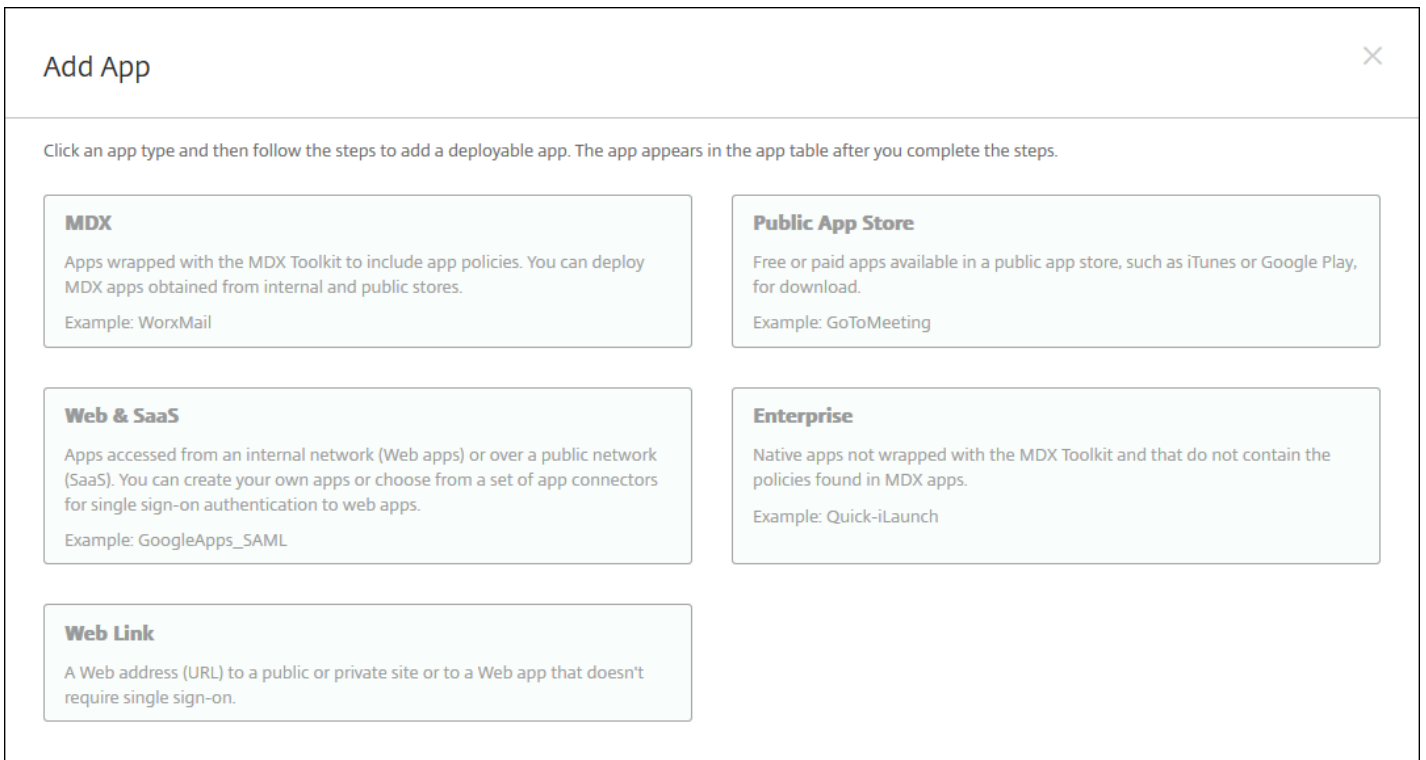 Add App
Click an app type and then follow the steps to add a deployable app. The app appears in the app table after you complete the steps.
MDX
Apps wrapped with the MDX Toolkit to include app policies. You can deploy
MDX apps obtained from internal and public stores.
Example: WorxMail
Public App Store
Free or paid apps available in a public app store, such as iTunes or Google Play,
for download.
Example: GoToMeeting
Web & SaaS
Apps accessed from an internal network (Web apps) or over a public network
(SaaS). You can create your own apps or choose from a set of app connectors
for single sign-on authentication to web apps.
Example: GoogleApps_SAML
Enterprise
Native apps not wrapped with the MDX Toolkit and that do not contain the
policies found in MDX apps.
Example: Quick-iLaunch
Web Link
A Web address (URL) to a public or private site or to a Web app that doesn't
require single sign-on.